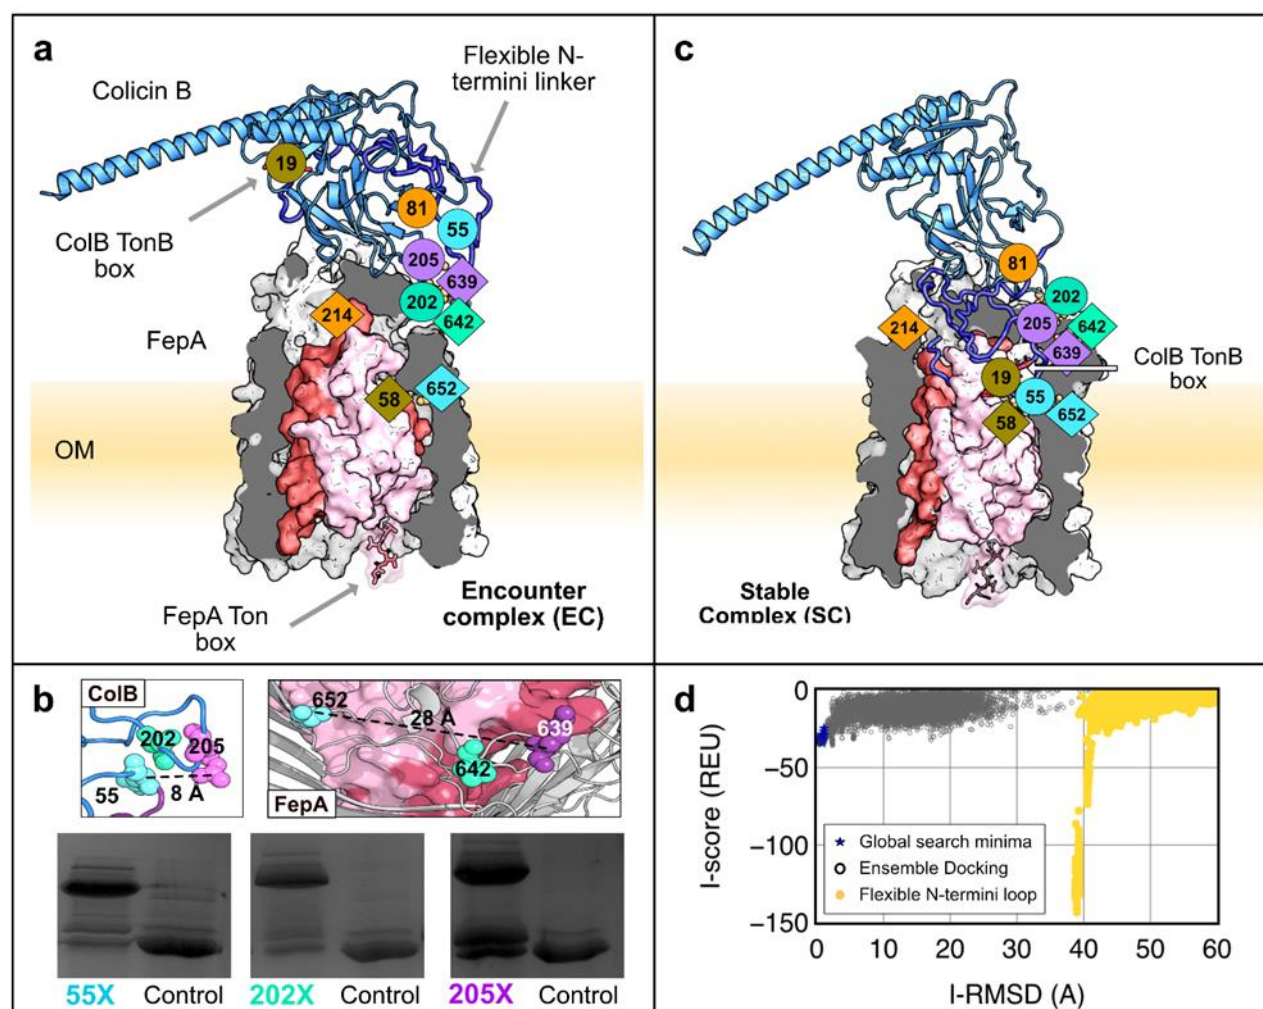 a
Colicin B
Flexible N-
termini linker
19
81
55
205
639
202
642
214
652
58
ColB TonB
box
FepA
OM
FepA Ton
box
Encounter
complex (EC)
c
81
202
205
642
214
639
19
55
652
58
ColB TonB
box
Stable
Complex (SC)
b
ColB
202
205
55
8 A
652
28 A
639
642
FepA
55X
Control
202X
Control
205X
Control
d
I-score (REU)
0
−50
−100
−150
Global search minima
Ensemble Docking
Flexible N-termini loop
0
10
20
30
40
50
60
I-RMSD (A)